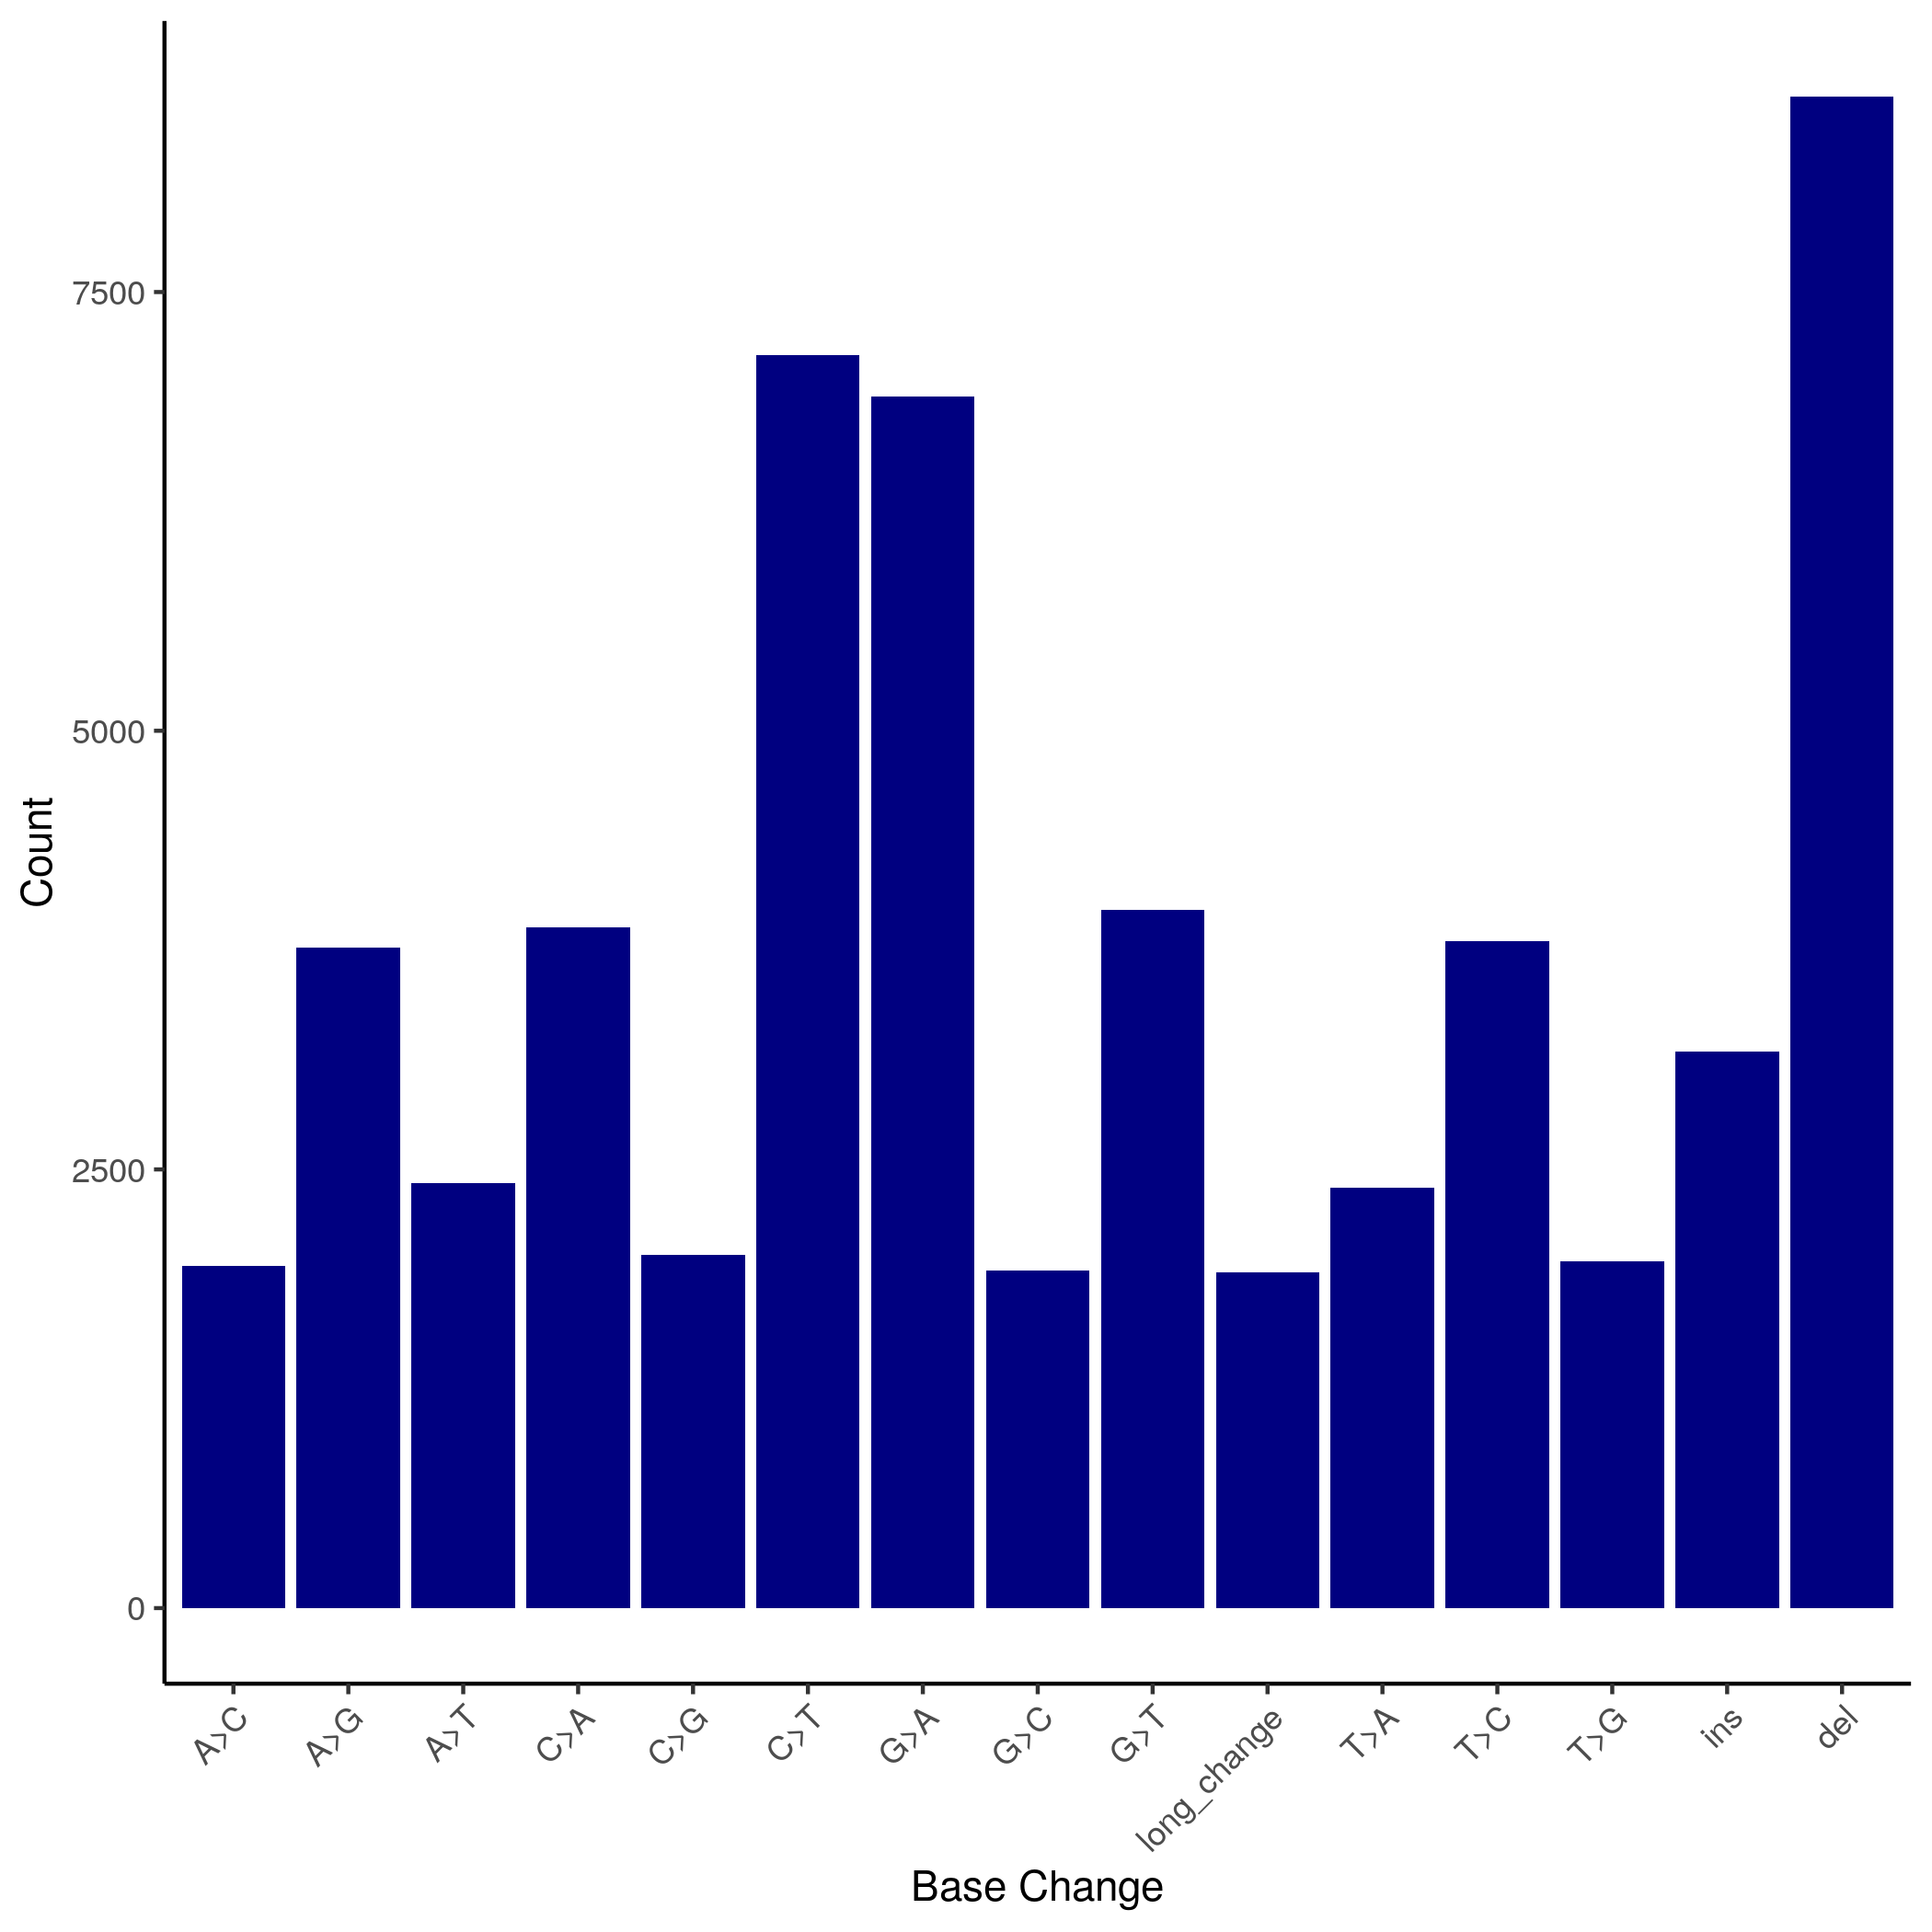 Count
7500
5000
2500
0
A>C
A>G
A>T
C>A
C>G
C>T
G>A
G>C
G>T
long_change
T>A
T>C
T>G
ins
del
Base Change